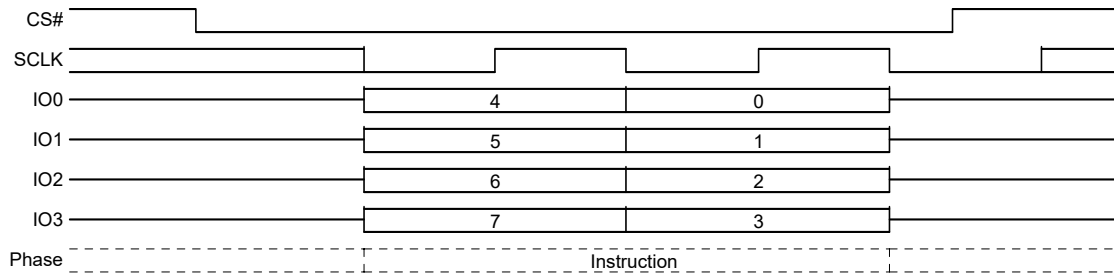 CS#
SCLK
IO0 4 0
IO1 5 1
IO2 6 2
IO3 7 3
Phase Instruction